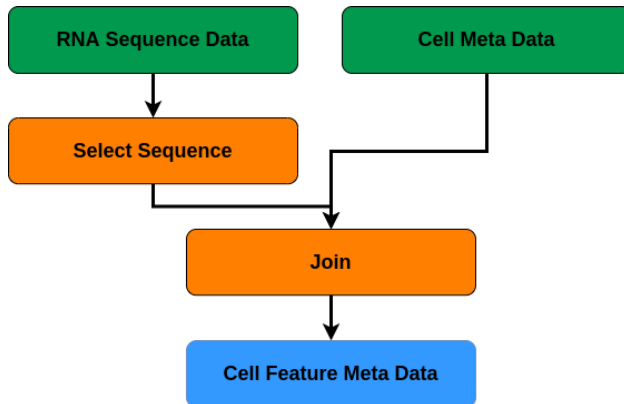 RNA Sequence Data
Cell Meta Data
Select Sequence
Join
Cell Feature Meta Data